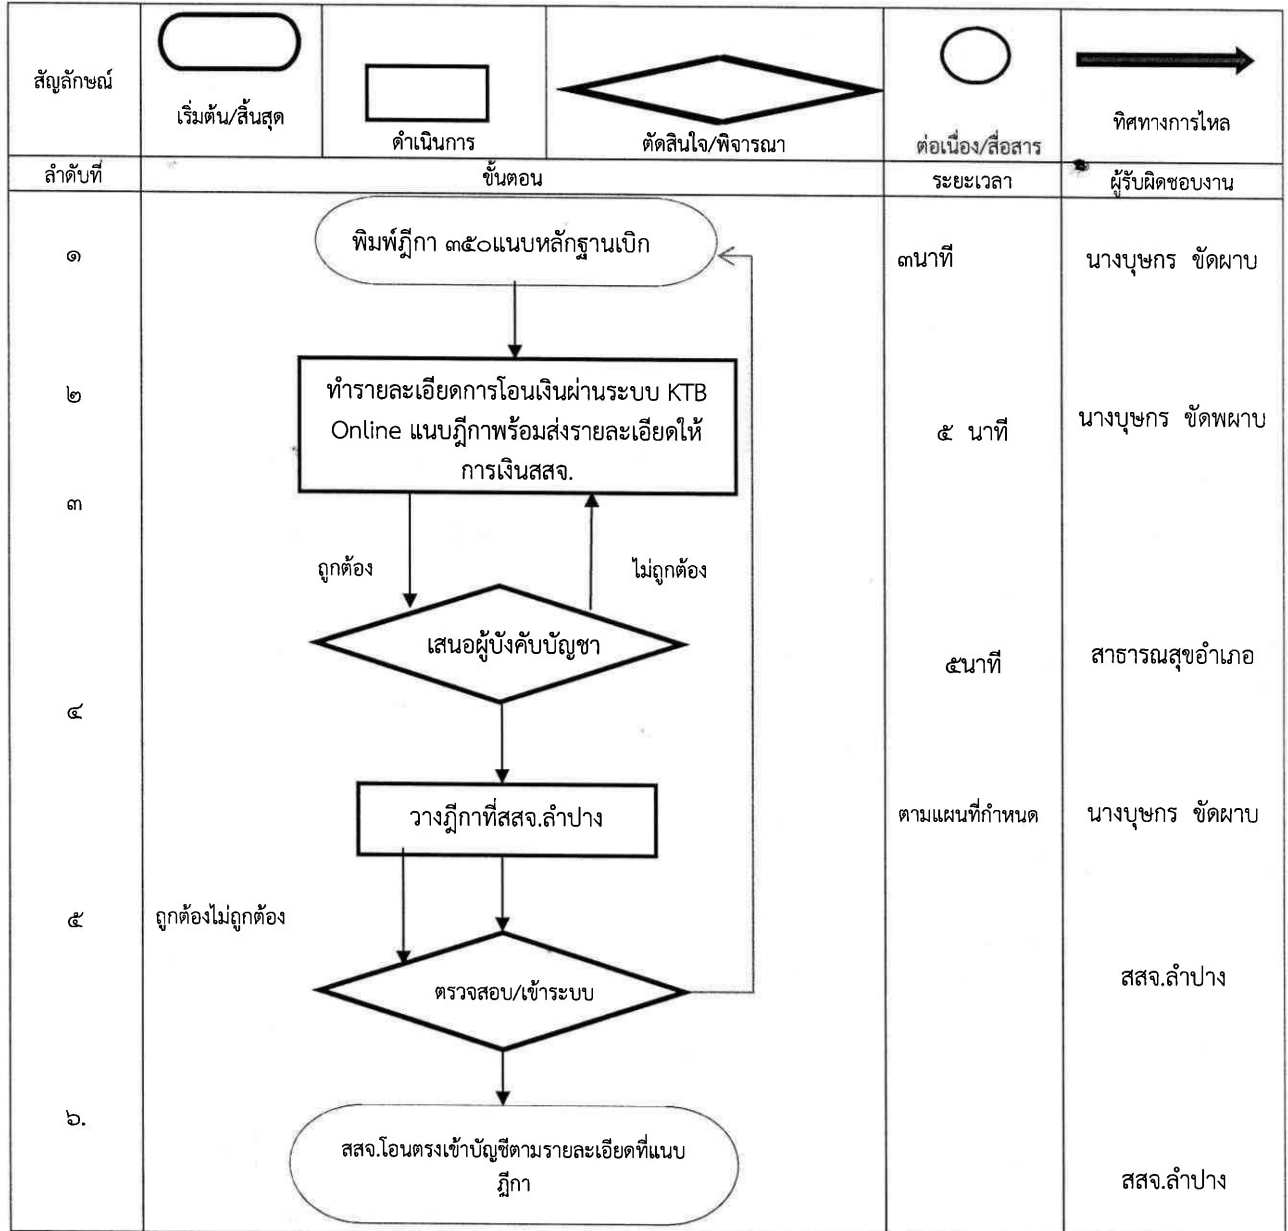 สัญลักษณ์
เริ่มต้น/สิ้นสุด
ดำเนินการ
ตัดสินใจ/พิจารณา
ต่อเนื่อง/สื่อสาร
ทิศทางการไหล
ลำดับที่ ขั้นตอน ระยะเวลา ผู้รับผิดชอบงาน
๑
พิมพ์ฎีกา ๓๕๐แนบหลักฐานเบิก
๓นาที
นางบุษกร ขัดผาบ
๒
ทำรายละเอียดการโอนเงินผ่านระบบ KTB
Online แนบฎีกาพร้อมส่งรายละเอียดให้
การเงินสสจ.
๕ นาที
นางบุษกร ขัดพผาบ
๓
ถูกต้อง
ไม่ถูกต้อง
เสนอผู้บังคับบัญชา
๕นาที
สาธารณสุขอำเภอ
๔
วางฎีกาที่สสจ.ลำปาง
ตามแผนที่กำหนด
นางบุษกร ขัดผาบ
๕
ถูกต้องไม่ถูกต้อง
ตรวจสอบ/เข้าระบบ
สสจ.ลำปาง
๖.
สสจ.โอนตรงเข้าบัญชีตามรายละเอียดที่แนบ
ฎีกา
สสจ.ลำปาง